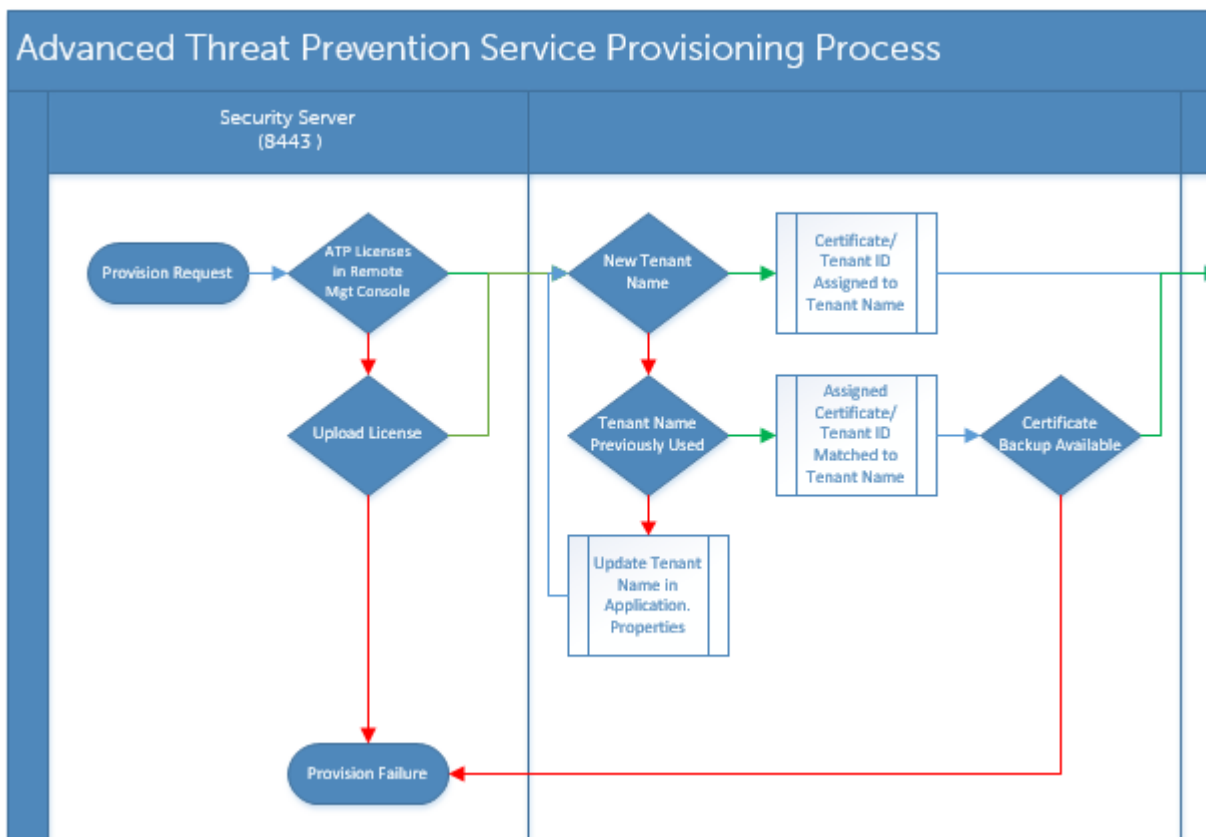 Advanced Threat Prevention Service Provisioning Process
Security Server
(8443 )
Provision Request
ATP Licenses
in Remote
Mgt Console
New Tenant
Name
Certificate/
Tenant ID
Assigned to
Tenant Name
Upload License
Tenant Name
Previously Used
Assigned
Certificate/
Tenant ID
Matched to
Tenant Name
Certificate
Backup Available
Update Tenant
Name in
Application.
Properties
Provision Failure